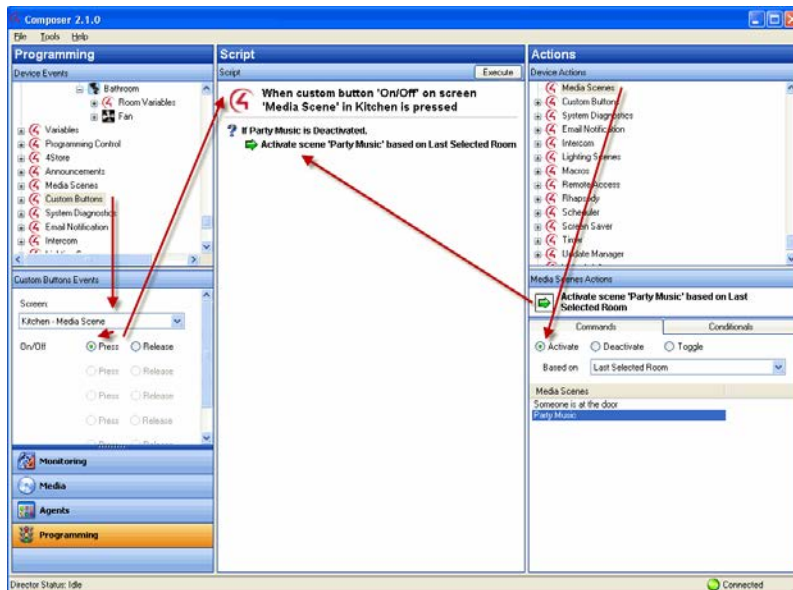 Composer 2.1.0
File Tools Help
Programming
Device Events
Bathroom
Room Variables
Fan
Variables
Programming Control
4Store
Announcements
Media Scenes
Custom Buttons
System Diagnostics
Email Notification
Intercom
Custom Buttons Events
Screen:
Kitchen - Media Scene
On/Off Press Release
Press Release
Press Release
Press Release
Monitoring
Media
Agents
Programming
Director Status: Idle
Script
Script Execute
When custom button 'On/Off' on screen
'Media Scene' in Kitchen is pressed
? If Party Music is Deactivated.
Activate scene 'Party Music' based on Last Selected Room
Actions
Device Actions
Media Scenes
Custom Buttons
System Diagnostics
Email Notification
Intercom
Lighting Scenes
Macros
Remote Access
Rhapsody
Scheduler
Screen Saver
Timer
Update Manager
Media Scenes Actions
Activate scene 'Party Music' based on Last
Selected Room
Commands Conditionals
Activate Deactivate Toggle
Based on Last Selected Room
Media Scenes
Someone is at the door
Party Music
Connected